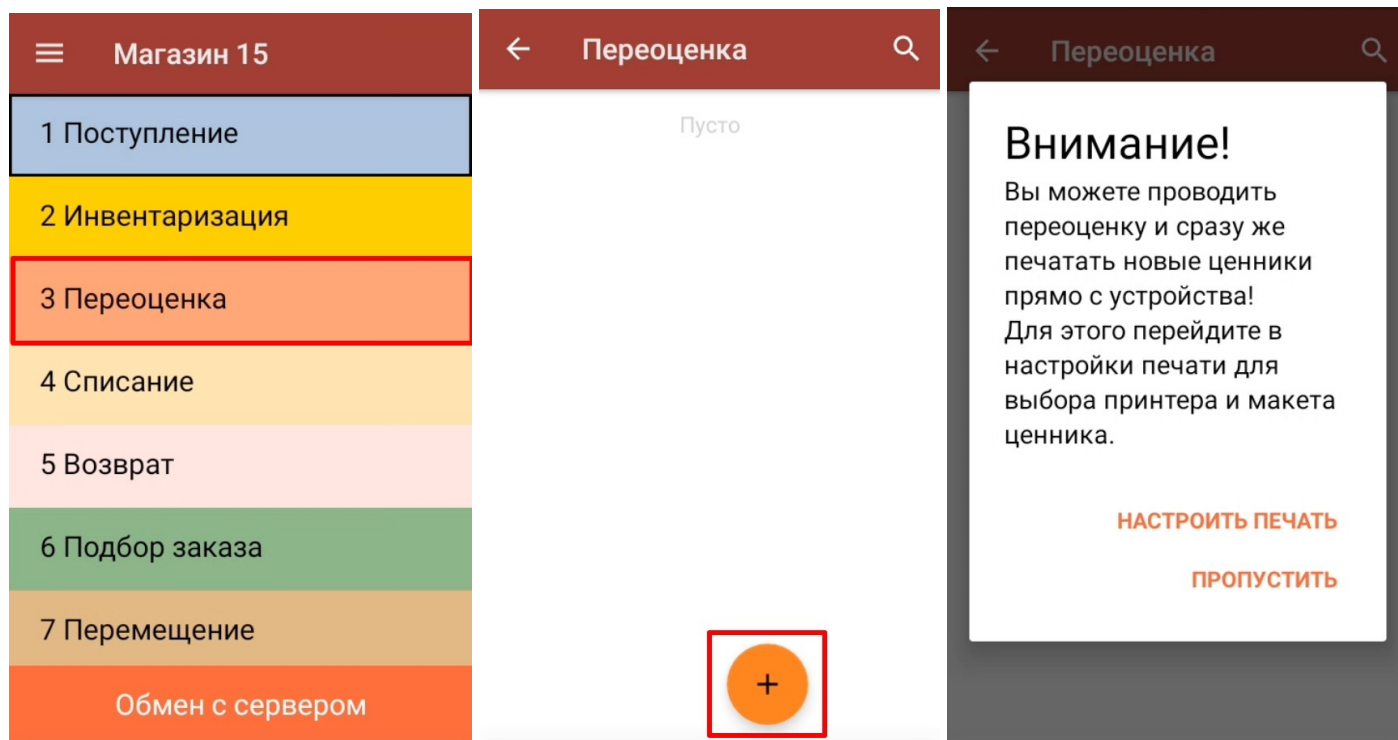 Магазин 15
1 Поступление
2 Инвентаризация
3 Переоценка
4 Списание
5 Возврат
6 Подбор заказа
7 Перемещение
Обмен с сервером
Переоценка
Пусто
+
Переоценка
Внимание!
Вы можете проводить
переоценку и сразу же
печатать новые ценники
прямо с устройства!
Для этого перейдите в
настройки печати для
выбора принтера и макета
ценника.
НАСТРОИТЬ ПЕЧАТЬ
ПРОПУСТИТЬ